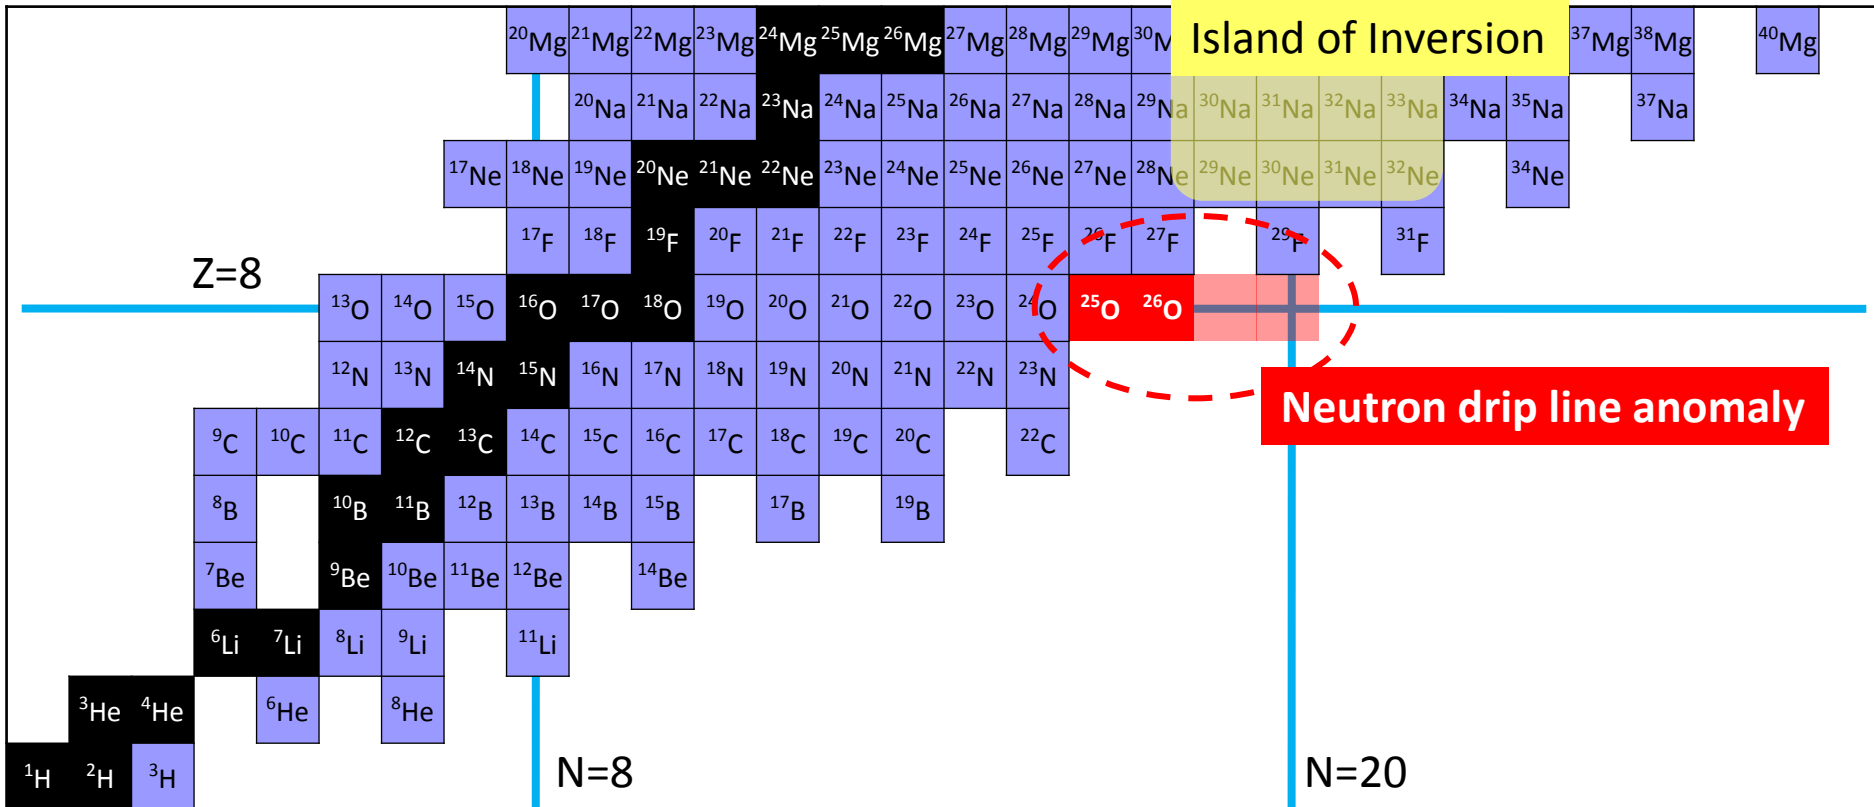 ²⁰Mg ²¹Mg ²²Mg ²³Mg ²⁴Mg ²⁵Mg ²⁶Mg ²⁷Mg ²⁸Mg ²⁹Mg ³⁰M Island of Inversion ³⁷Mg ³⁸Mg ⁴⁰Mg
²⁰Na ²¹Na ²²Na ²³Na ²⁴Na ²⁵Na ²⁶Na ²⁷Na ²⁸Na ²⁹Na ³⁰Na ³¹Na ³²Na ³³Na ³⁴Na ³⁵Na ³⁷Na
¹⁷Ne ¹⁸Ne ¹⁹Ne ²⁰Ne ²¹Ne ²²Ne ²³Ne ²⁴Ne ²⁵Ne ²⁶Ne ²⁷Ne ²⁸Ne ²⁹Ne ³⁰Ne ³¹Ne ³²Ne ³⁴Ne
¹⁷F ¹⁸F ¹⁹F ²⁰F ²¹F ²²F ²³F ²⁴F ²⁵F ²⁶F ²⁷F ²⁹F ³¹F
Z=8
¹³O ¹⁴O ¹⁵O ¹⁶O ¹⁷O ¹⁸O ¹⁹O ²⁰O ²¹O ²²O ²³O ²⁴O ²⁵O ²⁶O
¹²N ¹³N ¹⁴N ¹⁵N ¹⁶N ¹⁷N ¹⁸N ¹⁹N ²⁰N ²¹N ²²N ²³N
Neutron drip line anomaly
⁹C ¹⁰C ¹¹C ¹²C ¹³C ¹⁴C ¹⁵C ¹⁶C ¹⁷C ¹⁸C ¹⁹C ²⁰C ²²C
⁸B ¹⁰B ¹¹B ¹²B ¹³B ¹⁴B ¹⁵B ¹⁷B ¹⁹B
⁷Be ⁹Be ¹⁰Be ¹¹Be ¹²Be ¹⁴Be
⁶Li ⁷Li ⁸Li ⁹Li ¹¹Li
³He ⁴He ⁶He ⁸He
¹H ²H ³H N=8 N=20